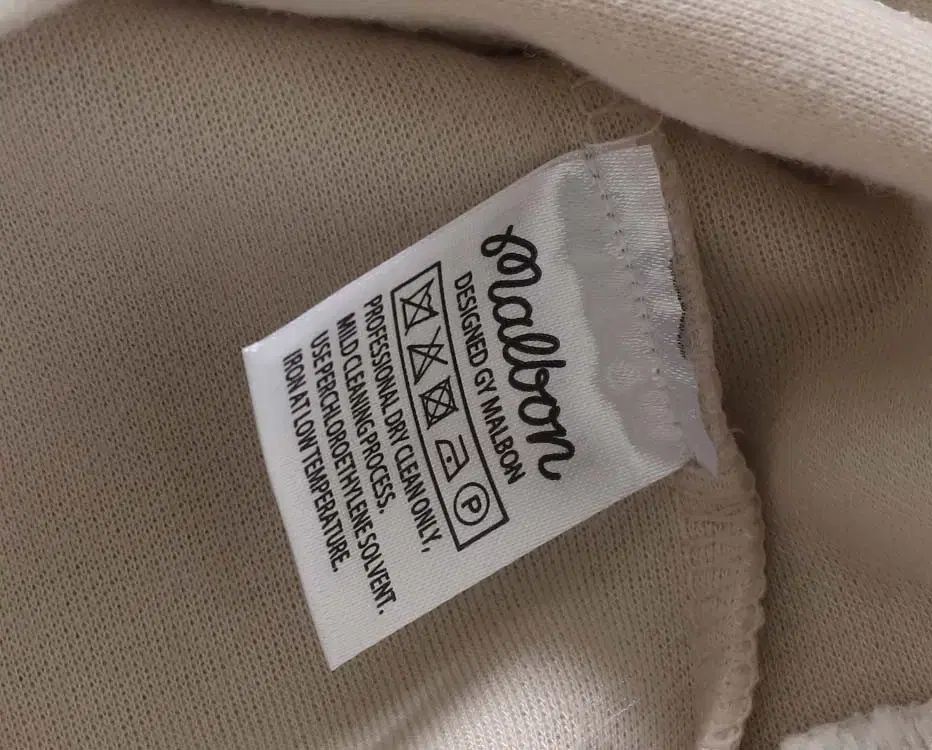 malbon
DESIGNED GY MALBON
P
PROFESSIONAL DRY CLEAN ONLY,
MILD CLEANING PROCESS.
USE PERCHLOROETHYLENE SOLVENT.
IRON AT LOW TEMPERATURE.